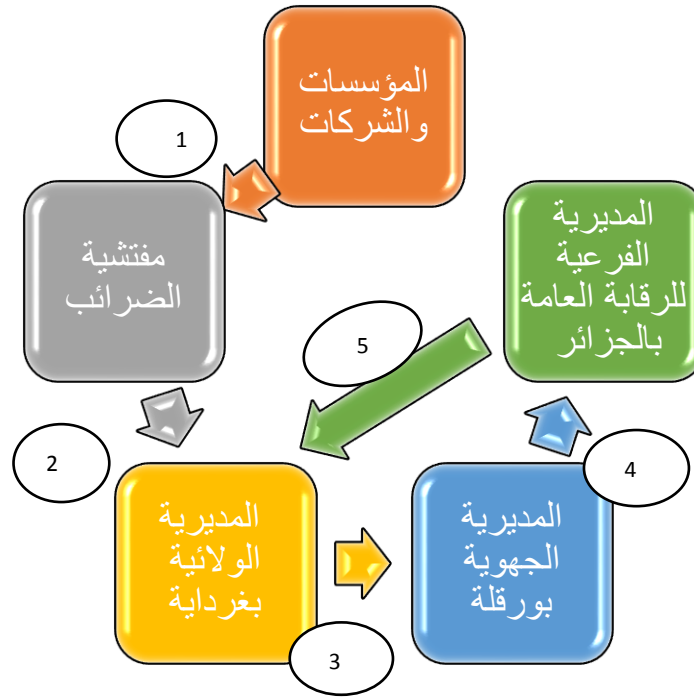 المؤسسات
والشركات
1
مفتشية
الضرائب
المديرية
الفرعية
للرقابة العامة
بالجزائر
5
2
المديرية
الولائية
بغرداية
المديرية
الجهوية
بورقلة
4
3